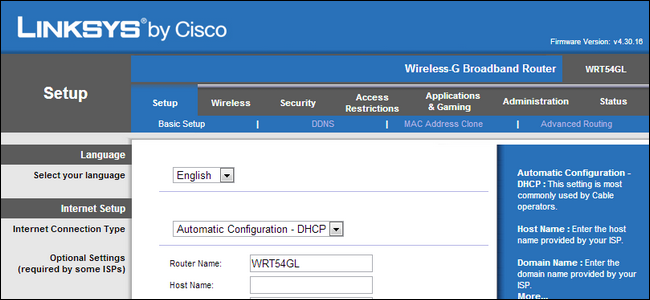 LINKSYS® by Cisco
Firmware Version: v4.30.16
Wireless-G Broadband Router WRT54GL
Setup
Setup Wireless Security Access Restrictions Applications & Gaming Administration Status
Basic Setup | DDNS | MAC Address Clone | Advanced Routing
Language
Select your language English
Internet Setup
Internet Connection Type Automatic Configuration - DHCP
Optional Settings
(required by some ISPs)
Router Name: WRT54GL
Host Name:
Automatic Configuration -
DHCP : This setting is most
commonly used by Cable
operators.
Host Name : Enter the host
name provided by your ISP.
Domain Name : Enter the
domain name provided by your
ISP.
More...